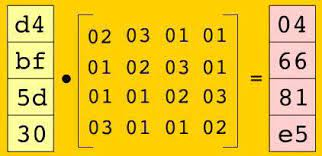 d4 02 03 01 01 04
bf 01 02 03 01 66
5d • 01 01 02 03 = 81
30 03 01 01 02 e5